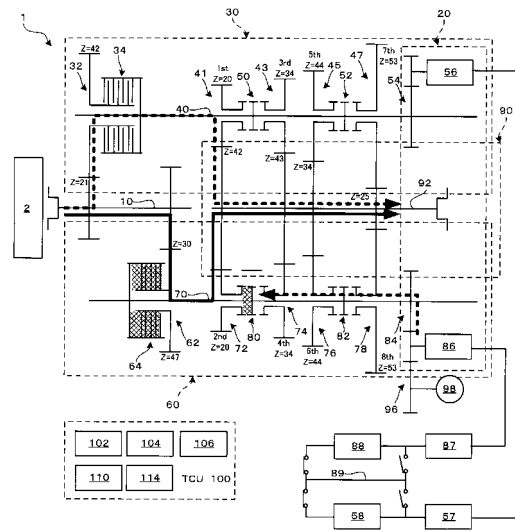 1
30
20
Z=42
34
32
41
1st
Z=20
50
43
3rd
Z=34
5th
Z=44
45
52
47
7th
Z=53
54
56
40
90
Z=42
Z=43
Z=34
Z=25
92
Z=21
2
10
Z=30
70
80
74
82
84
86
64
62
Z=47
2nd
Z=20
72
4th
Z=34
76
6th
Z=44
78
8th
Z=53
96
98
60
102
104
106
110
114
TCU 100
88
87
89
58
57